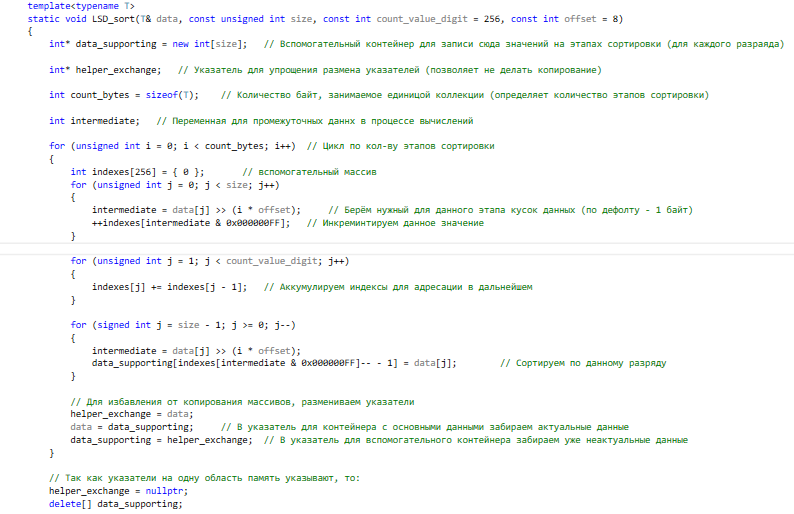 template<typename T>
static void LSD_sort(T& data, const unsigned int size, const int count_value_digit = 256, const int offset = 8)
{
    int* data_supporting = new int[size];   // Вспомогательный контейнер для записи сюда значений на этапах сортировки (для каждого разраяда)
    int* helper_exchange;   // Указатель для упрощения размена указателей (позволяет не делать копирование)
    int count_bytes = sizeof(T);    // Количество байт, занимаемое единицой коллекции (определяет количество этапов сортировки)
    int intermediate;   // Переменная для промежуточных даннх в процессе вычислений
    for (unsigned int i = 0; i < count_bytes; i++)  // Цикл по кол-ву этапов сортировки
    {
        int indexes[256] = { 0 };       // вспомогательный массив
        for (unsigned int j = 0; j < size; j++)
        {
            intermediate = data[j] >> (i * offset);     // Берём нужный для данного этапа кусок данных (по дефолту - 1 байт)
            ++indexes[intermediate & 0x000000FF];   // Инкреминтируем данное значение
        }
        for (unsigned int j = 1; j < count_value_digit; j++)
        {
            indexes[j] += indexes[j - 1];   // Аккумулируем индексы для адресации в дальнейшем
        }
        for (signed int j = size - 1; j >= 0; j--)
        {
            intermediate = data[j] >> (i * offset);
            data_supporting[indexes[intermediate & 0x000000FF]-- - 1] = data[j];        // Сортируем по данному разряду
        }
        // Для избавления от копирования массивов, размениваем указатели
        helper_exchange = data;
        data = data_supporting;     // В указатель для контейнера с основными данными забираем актуальные данные
        data_supporting = helper_exchange;  // В указатель для вспомогательного контейнера забираем уже неактуальные данные
    }
    // Так как указатели на одну область память указывают, то:
    helper_exchange = nullptr;
    delete[] data_supporting;